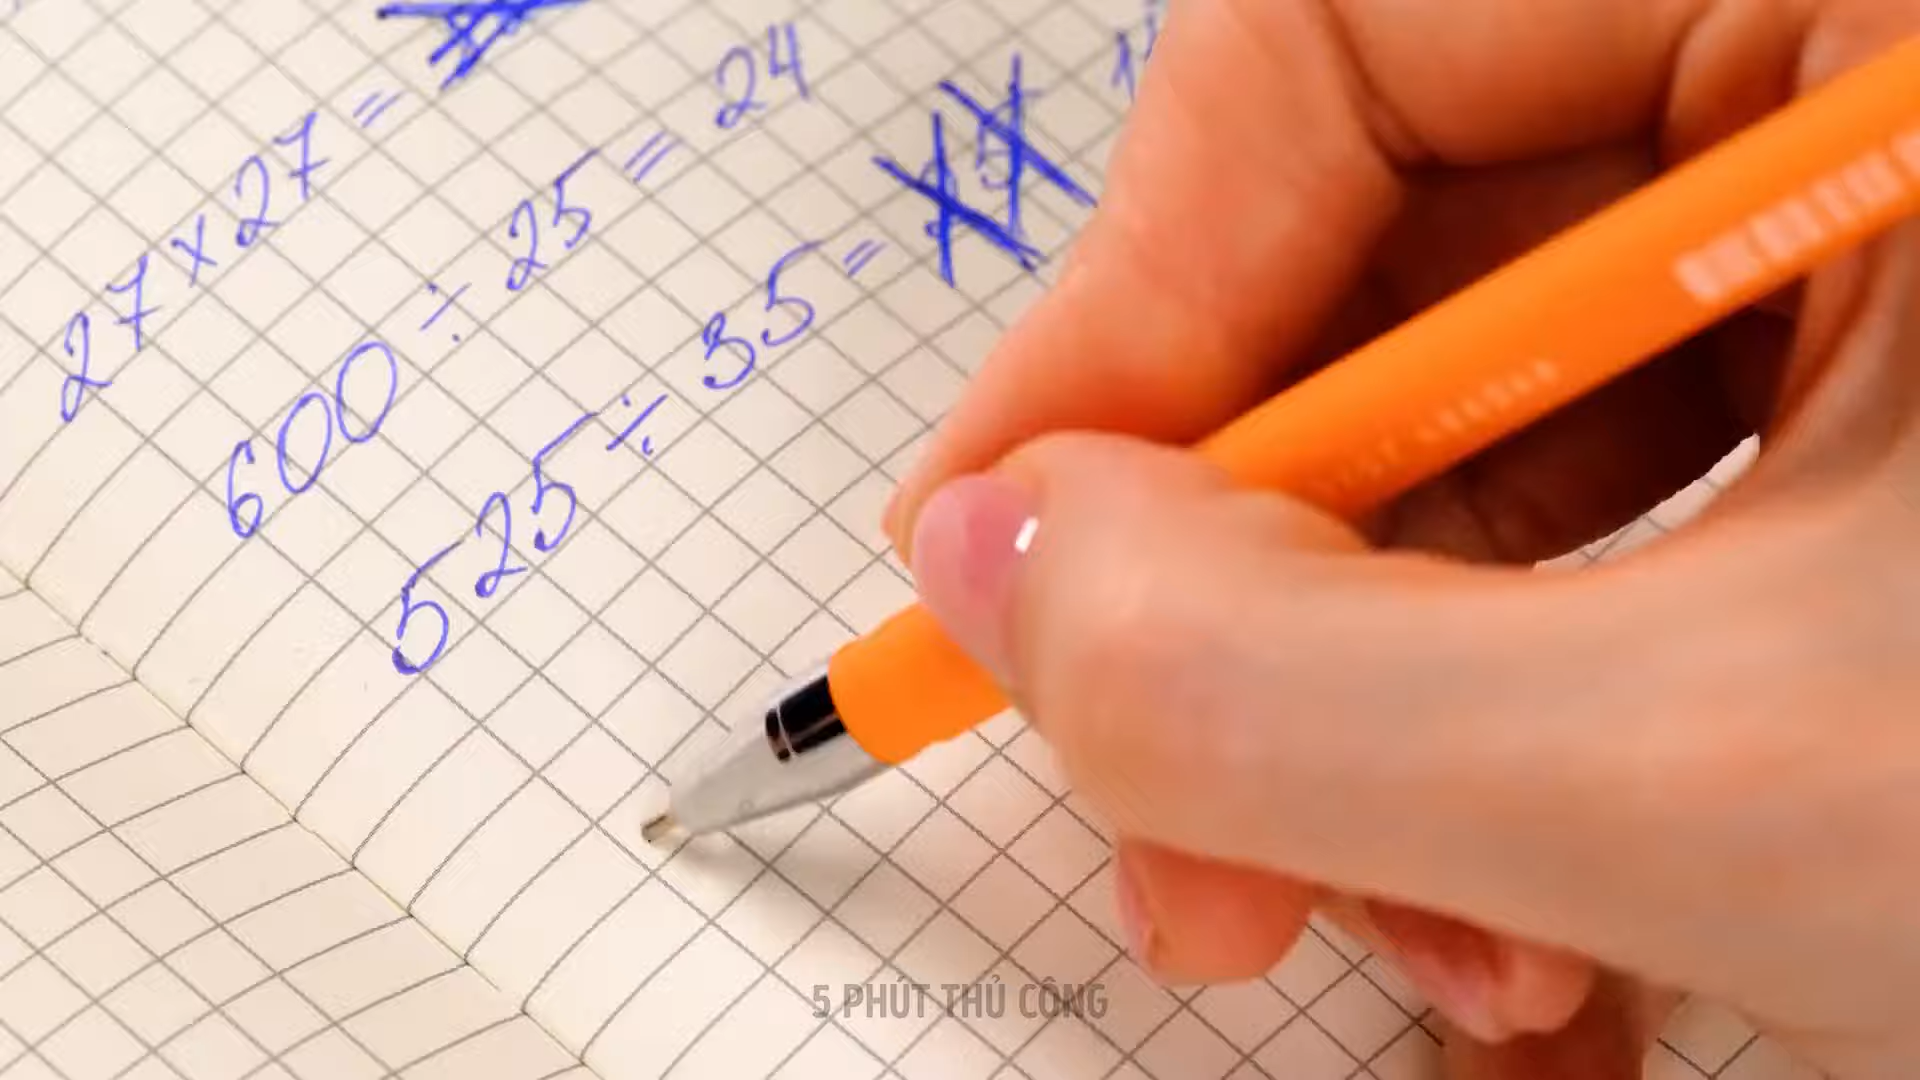 27 × 27 =
600 ÷ 25 = 24
525 ÷ 35 =
5 PHÚT THỦ CÔNG